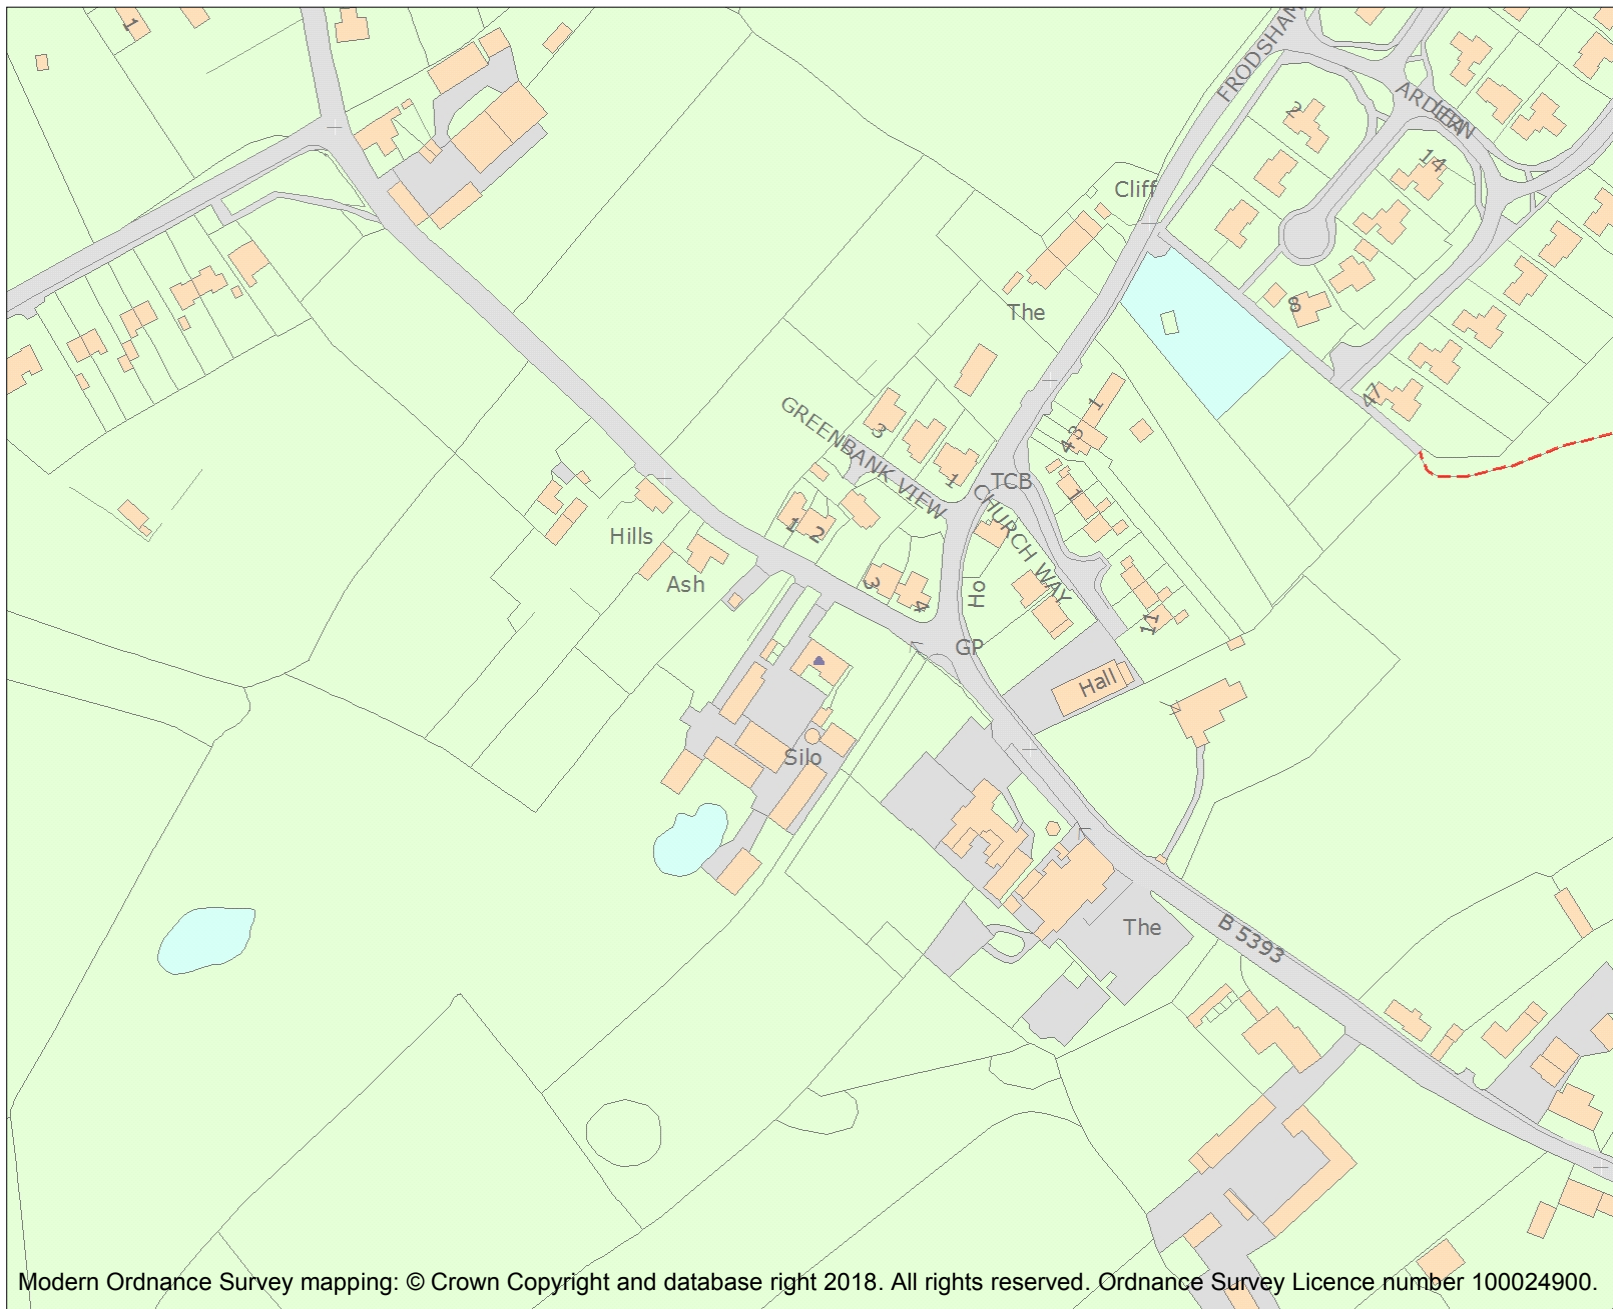 1
FRODSHAM
2
ARDERN
14
Cliff
The
8
47
GREENBANK VIEW
3
1
1
4 3
TCB
CHURCH WAY
1
1
2
3
4
Hills
Ash
Ho
11
GP
Hall
Silo
The
B 5393
Modern Ordnance Survey mapping: © Crown Copyright and database right 2018. All rights reserved. Ordnance Survey Licence number 100024900.